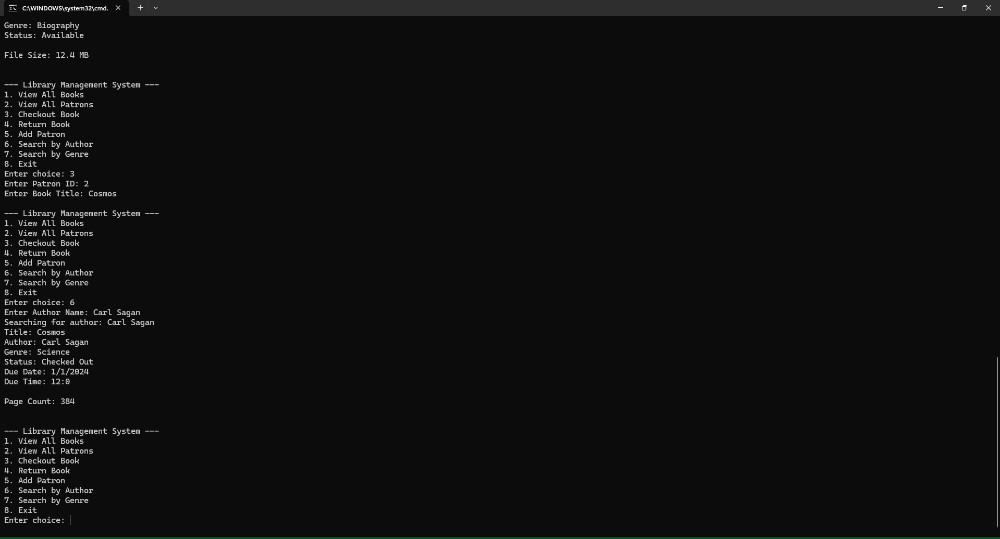 C:\WINDOWS\system32\cmd.
Genre: Biography
Status: Available
File Size: 12.4 MB
--- Library Management System ---
1. View All Books
2. View All Patrons
3. Checkout Book
4. Return Book
5. Add Patron
6. Search by Author
7. Search by Genre
8. Exit
Enter choice: 3
Enter Patron ID: 2
Enter Book Title: Cosmos
--- Library Management System ---
1. View All Books
2. View All Patrons
3. Checkout Book
4. Return Book
5. Add Patron
6. Search by Author
7. Search by Genre
8. Exit
Enter choice: 6
Enter Author Name: Carl Sagan
Searching for author: Carl Sagan
Title: Cosmos
Author: Carl Sagan
Genre: Science
Status: Checked Out
Due Date: 1/1/2024
Due Time: 12:0
Page Count: 384
--- Library Management System ---
1. View All Books
2. View All Patrons
3. Checkout Book
4. Return Book
5. Add Patron
6. Search by Author
7. Search by Genre
8. Exit
Enter choice: